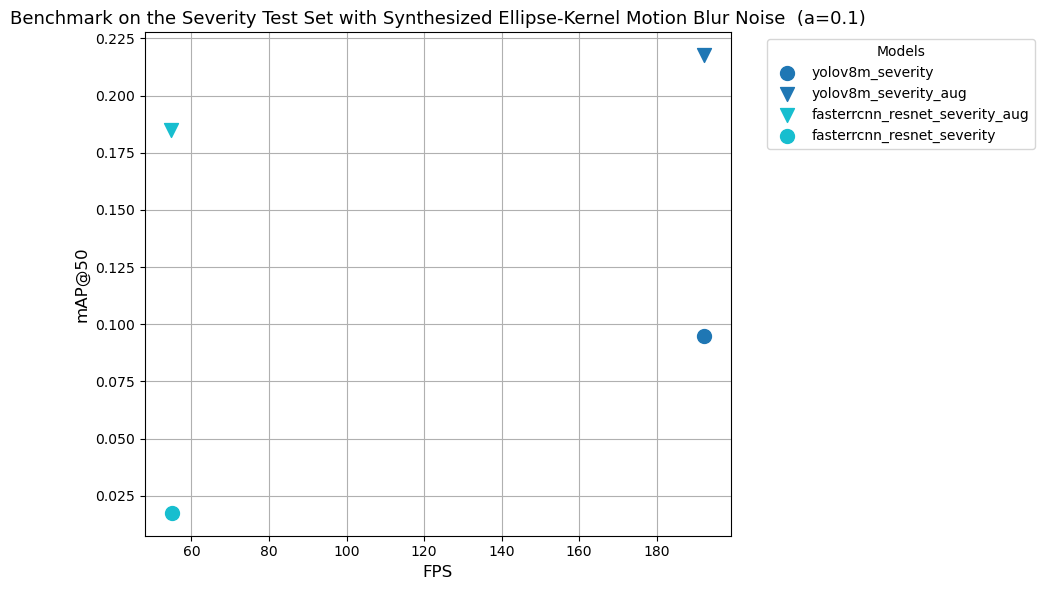 Benchmark on the Severity Test Set with Synthesized Ellipse-Kernel Motion Blur Noise  (a=0.1)
Models
yolov8m_severity
yolov8m_severity_aug
fasterrcnn_resnet_severity_aug
fasterrcnn_resnet_severity
mAP@50
0.225
0.200
0.175
0.150
0.125
0.100
0.075
0.050
0.025
60 80 100 120 140 160 180
FPS